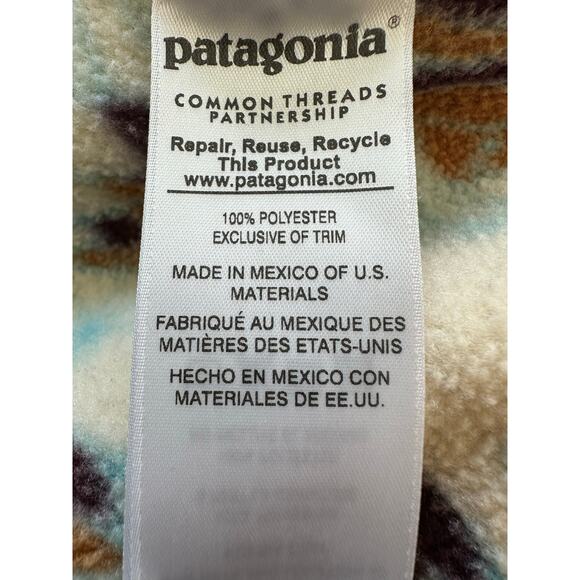 patagonia®
COMMON THREADS
PARTNERSHIP
Repair, Reuse, Recycle
This Product
www.patagonia.com
100% POLYESTER
EXCLUSIVE OF TRIM
MADE IN MEXICO OF U.S.
MATERIALS
FABRIQUÉ AU MEXIQUE DES
MATIÈRES DES ETATS-UNIS
HECHO EN MEXICO CON
MATERIALES DE EE.UU.